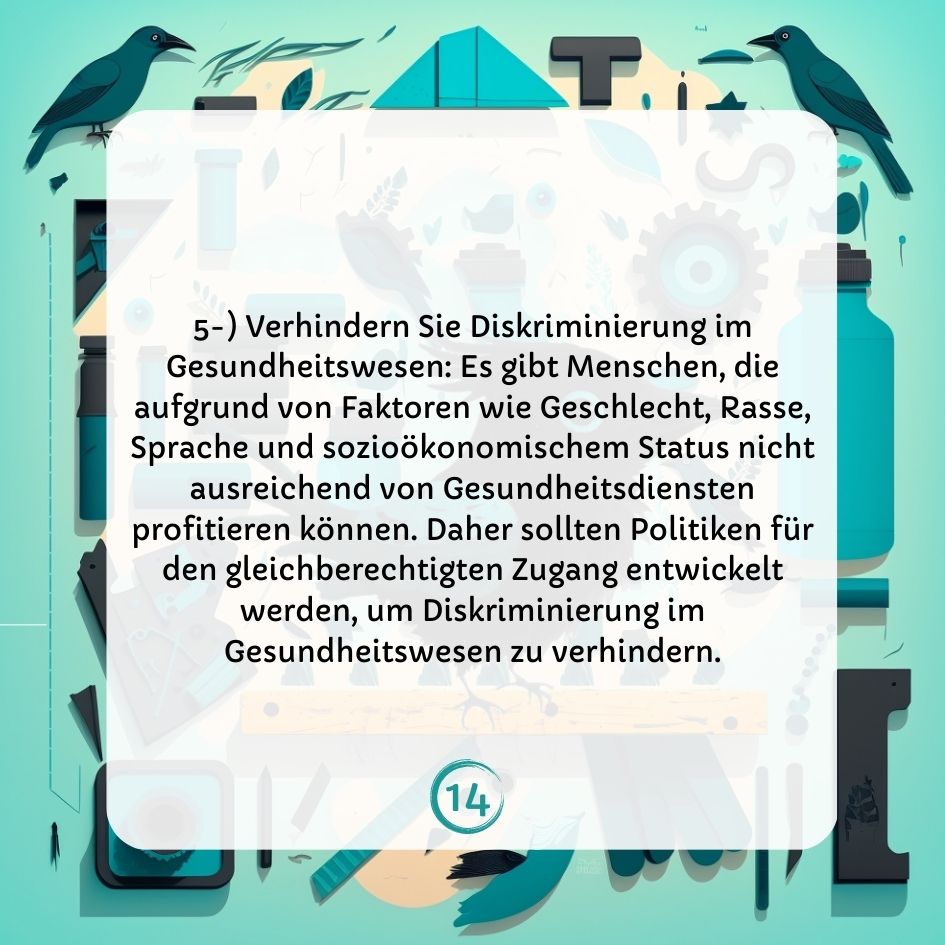 5-) Verhindern Sie Diskriminierung im
Gesundheitswesen: Es gibt Menschen, die
aufgrund von Faktoren wie Geschlecht, Rasse,
Sprache und sozioökonomischem Status nicht
ausreichend von Gesundheitsdiensten
profitieren können. Daher sollten Politiken für
den gleichberechtigten Zugang entwickelt
werden, um Diskriminierung im
Gesundheitswesen zu verhindern.
14